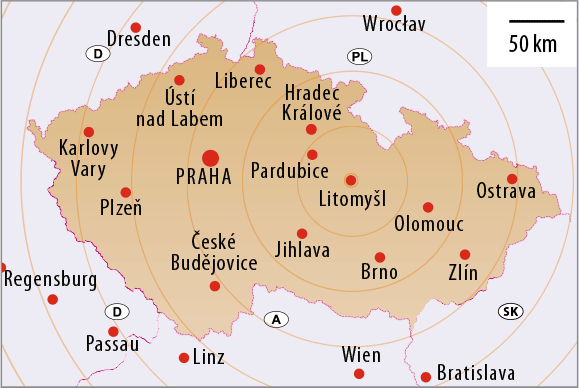 Wrocław
Dresden
50 km
D
PL
Liberec
Hradec
Králové
Ústí
nad Labem
Karlovy
Vary
PRAHA
Pardubice
Litomyšl
Ostrava
Plzeň
Olomouc
České
Budějovice
Jihlava
Brno
Zlín
Regensburg
D
A
SK
Passau
Linz
Wien
Bratislava